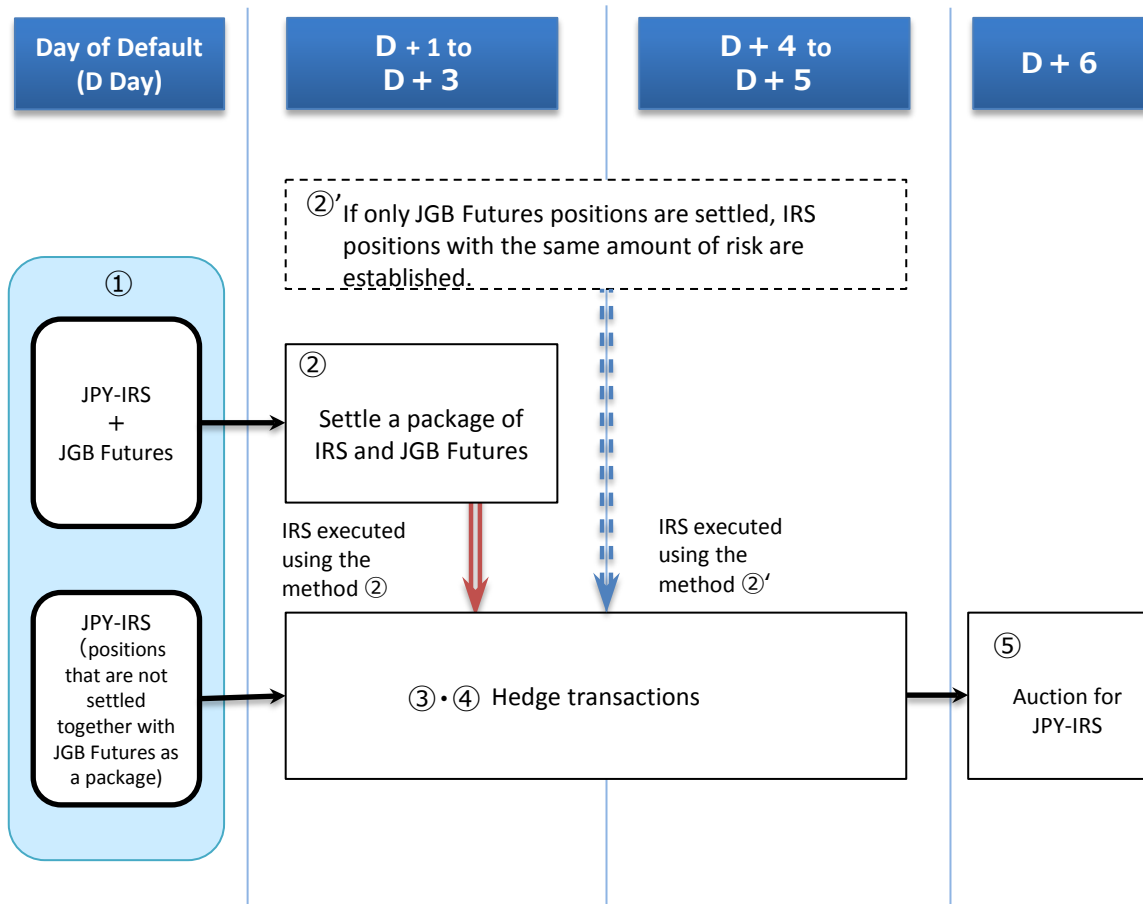 Day of Default
(D Day)
D + 1 to
D + 3
D + 4 to
D + 5
D + 6
②’ If only JGB Futures positions are settled, IRS
positions with the same amount of risk are
established.
①
JPY-IRS
+
JGB Futures
②
Settle a package of
IRS and JGB Futures
IRS executed
using the
method ②
IRS executed
using the
method ②‘
JPY-IRS
(positions
that are not
settled
together with
JGB Futures as
a package)
③・④ Hedge transactions
⑤
Auction for
JPY-IRS